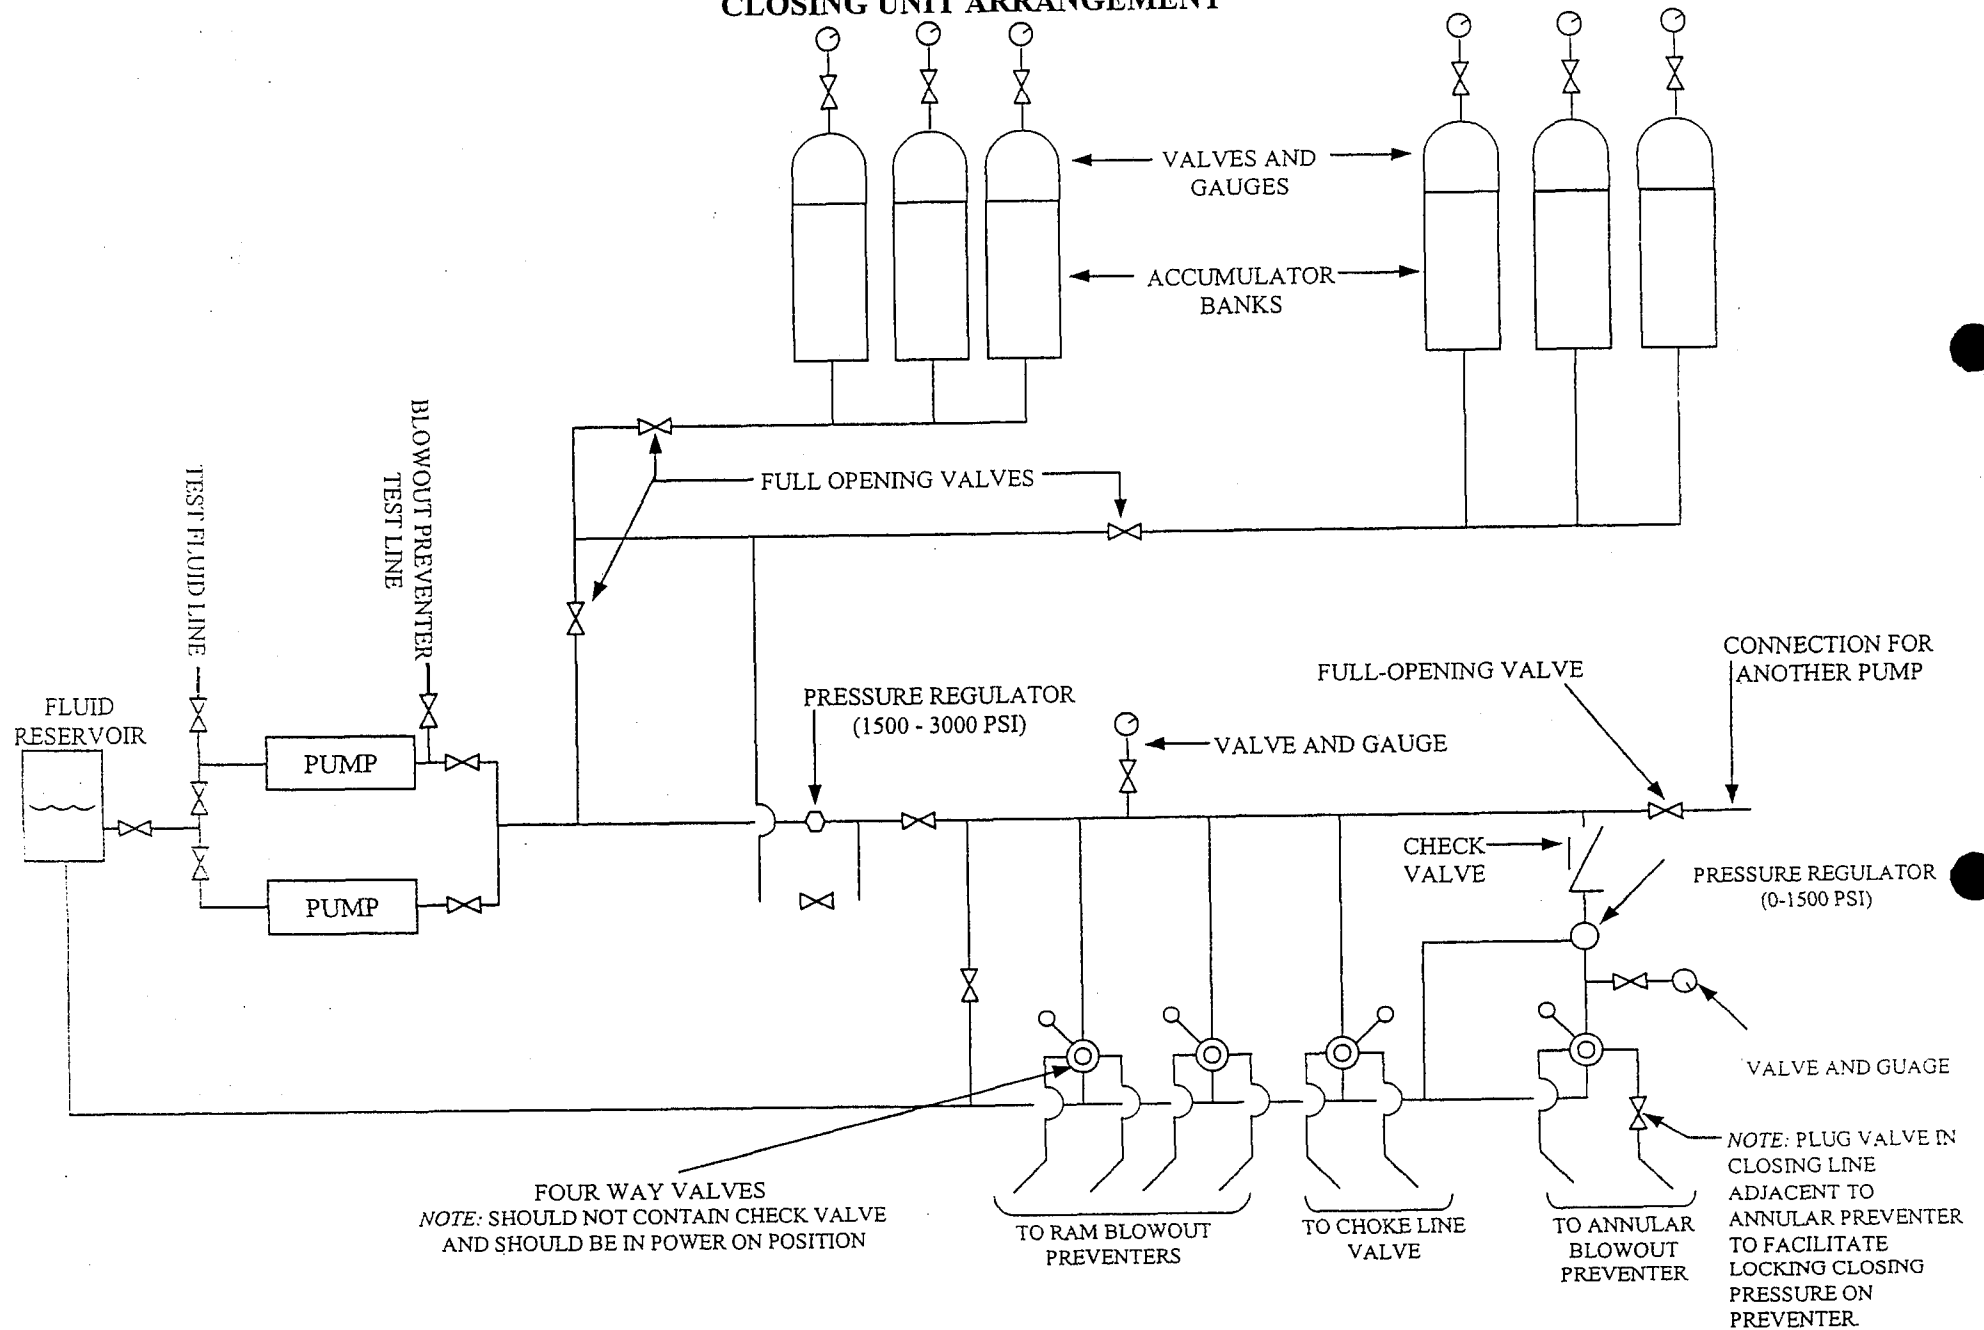 CLOSING UNIT ARRANGEMENT
VALVES AND
GAUGES
ACCUMULATOR
BANKS
BLOWOUT PREVENTER
TEST LINE
TEST FLUID LINE
FULL OPENING VALVES
CONNECTION FOR
ANOTHER PUMP
FULL-OPENING VALVE
PRESSURE REGULATOR
(1500 - 3000 PSI)
FLUID
RESERVOIR
VALVE AND GAUGE
PUMP
CHECK
VALVE
PRESSURE REGULATOR
(0-1500 PSI)
PUMP
VALVE AND GUAGE
NOTE: PLUG VALVE IN
CLOSING LINE
ADJACENT TO
ANNULAR PREVENTER
TO FACILITATE
LOCKING CLOSING
PRESSURE ON
PREVENTER.
FOUR WAY VALVES
NOTE: SHOULD NOT CONTAIN CHECK VALVE
AND SHOULD BE IN POWER ON POSITION
TO RAM BLOWOUT
PREVENTERS
TO CHOKE LINE
VALVE
TO ANNULAR
BLOWOUT
PREVENTER